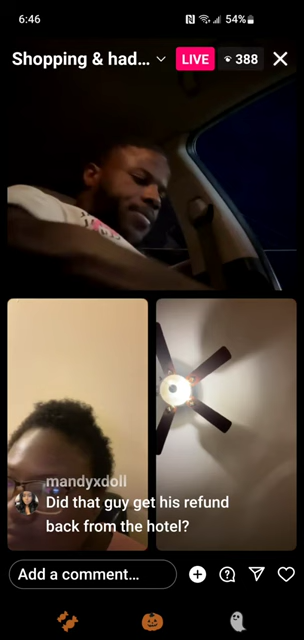 6:46 54%
Shopping & had... LIVE 388
mandyxdoll
Did that guy get his refund
back from the hotel?
Add a comment...